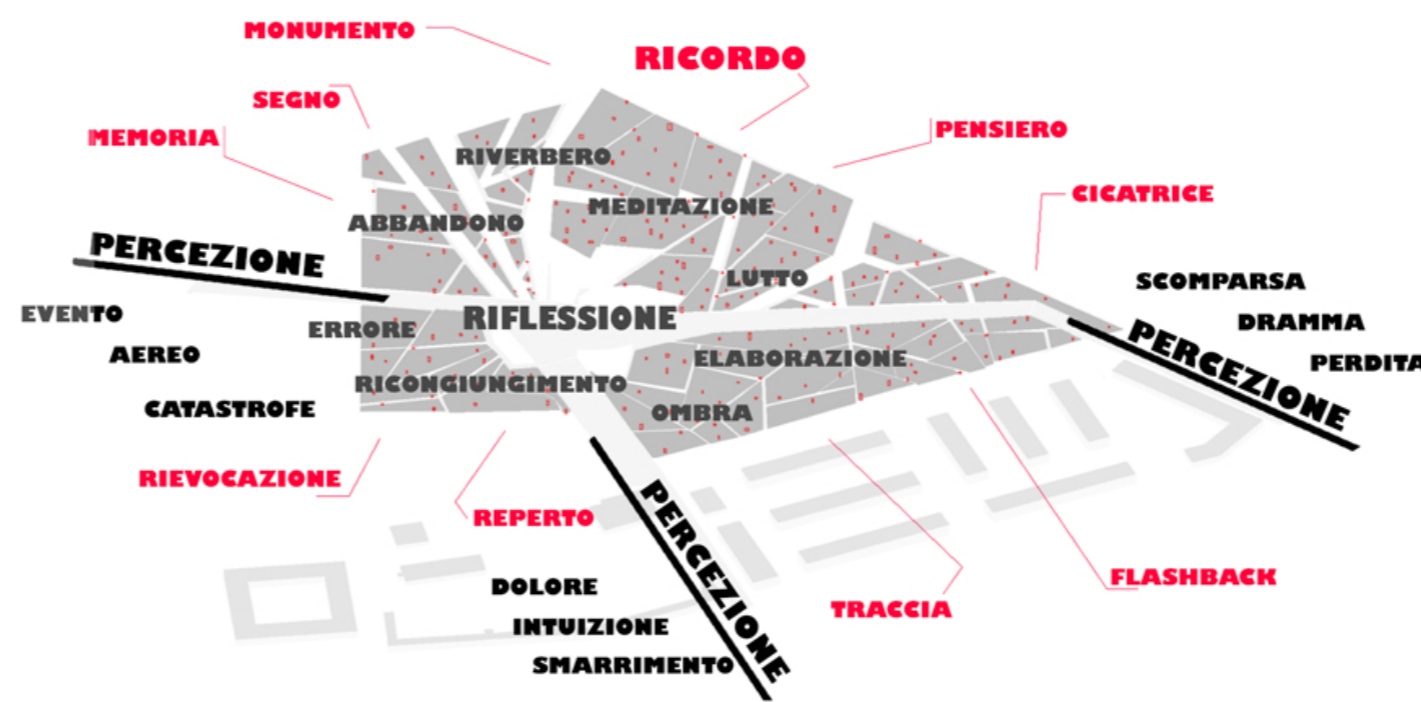 MONUMENTO
RICORDO
SEGNO
MEMORIA
PENSIERO
RIVERBERO
CICATRICE
MEDITAZIONE
ABBANDONO
PERCEZIONE
LUTTO
SCOMPARSA
EVENTO
ERRORE
RIFLESSIONE
DRAMMA
AEREO
ELABORAZIONE
PERCEZIONE
PERDITA
RICONGIUNGIMENTO
CATASTROFE
OMBRA
RIEVOCAZIONE
REPERTO
PERCEZIONE
DOLORE
FLASHBACK
TRACCIA
INTUIZIONE
SMARRIMENTO